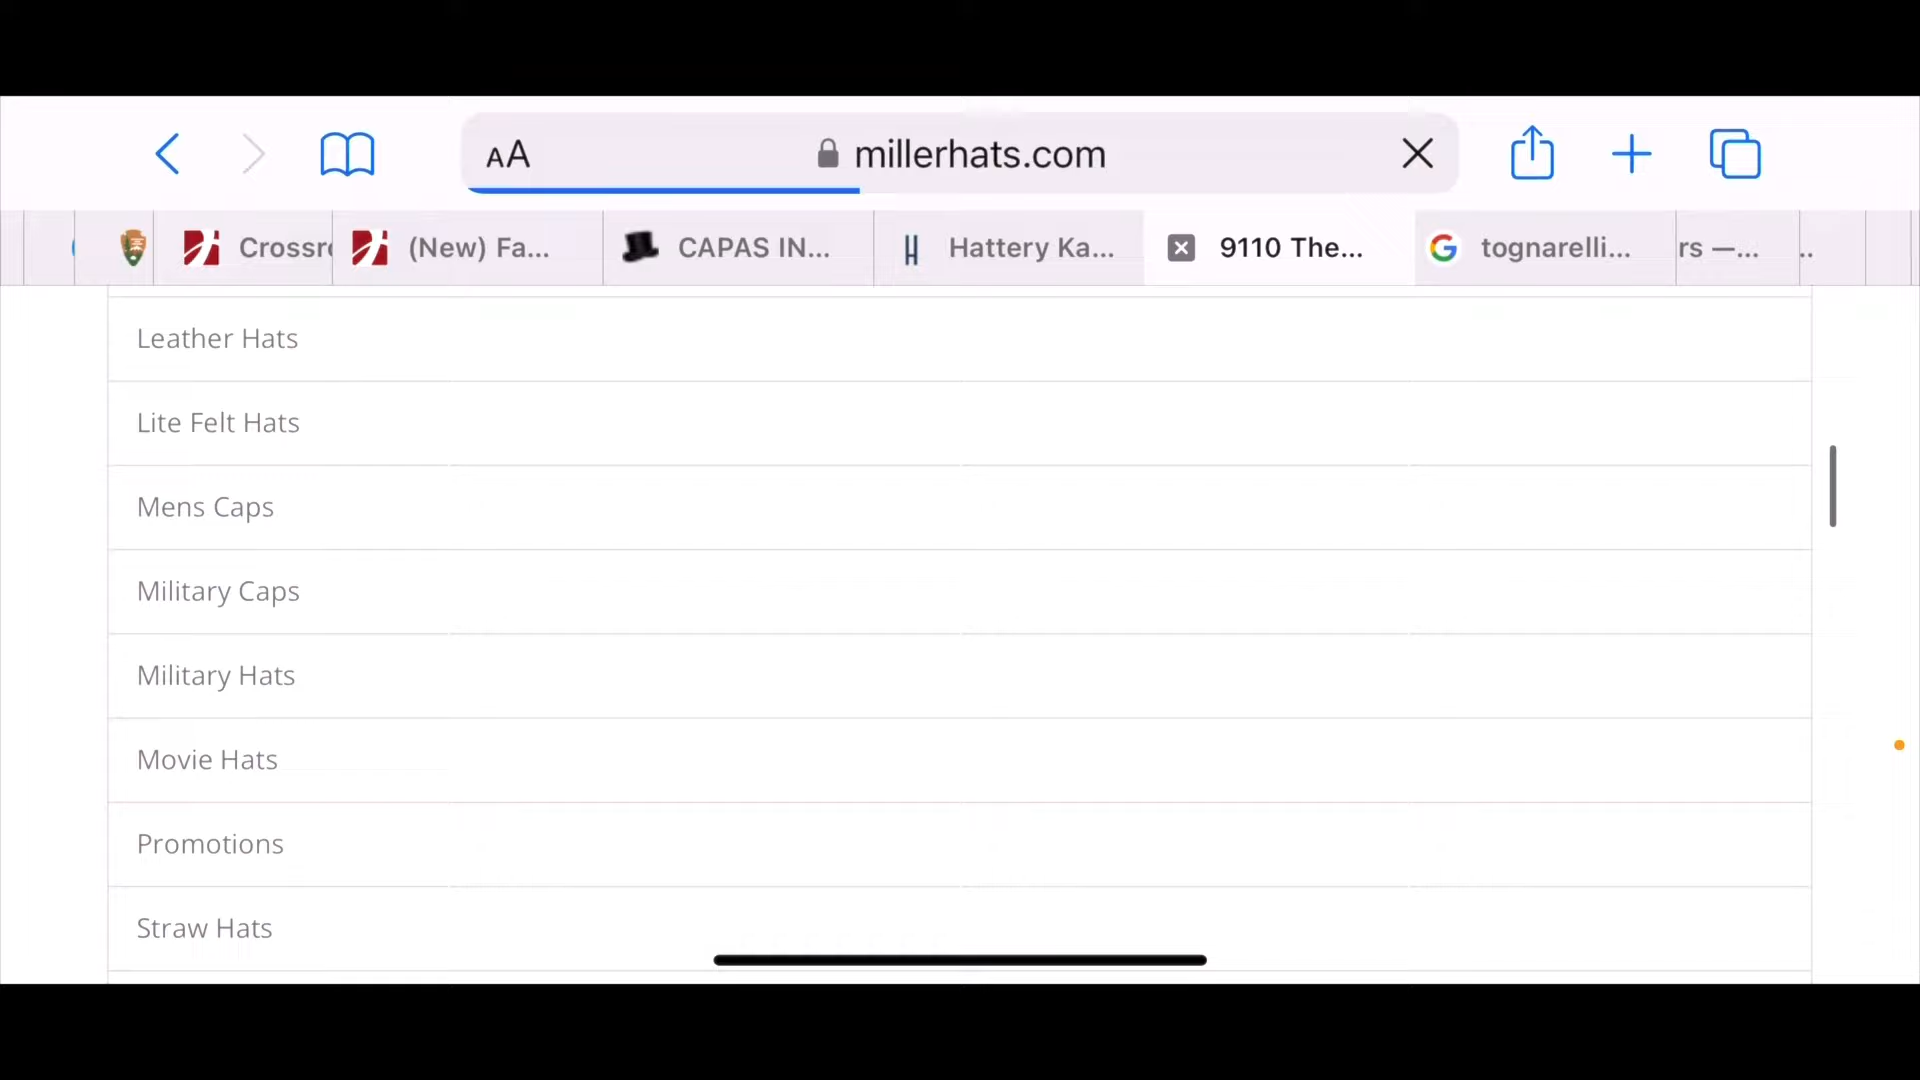 AA millerhats.com
Crossr (New) Fa... CAPAS IN... Hattery Ka... 9110 The... tognarelli... rs —... ..
Leather Hats
Lite Felt Hats
Mens Caps
Military Caps
Military Hats
Movie Hats
Promotions
Straw Hats